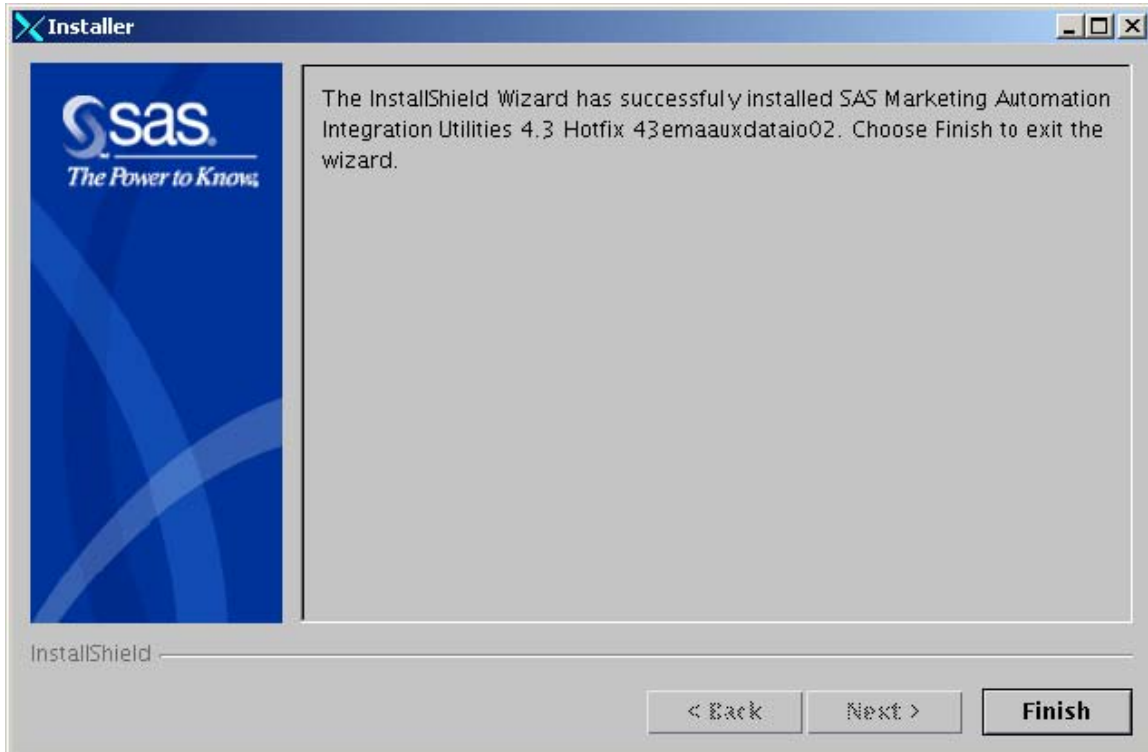 Installer
sas.
The Power to Know.
The InstallShield Wizard has successfully installed SAS Marketing Automation
Integration Utilities 4.3 Hotfix 43emaauxdataio02. Choose Finish to exit the
wizard.
InstallShield
< Back
Next >
Finish